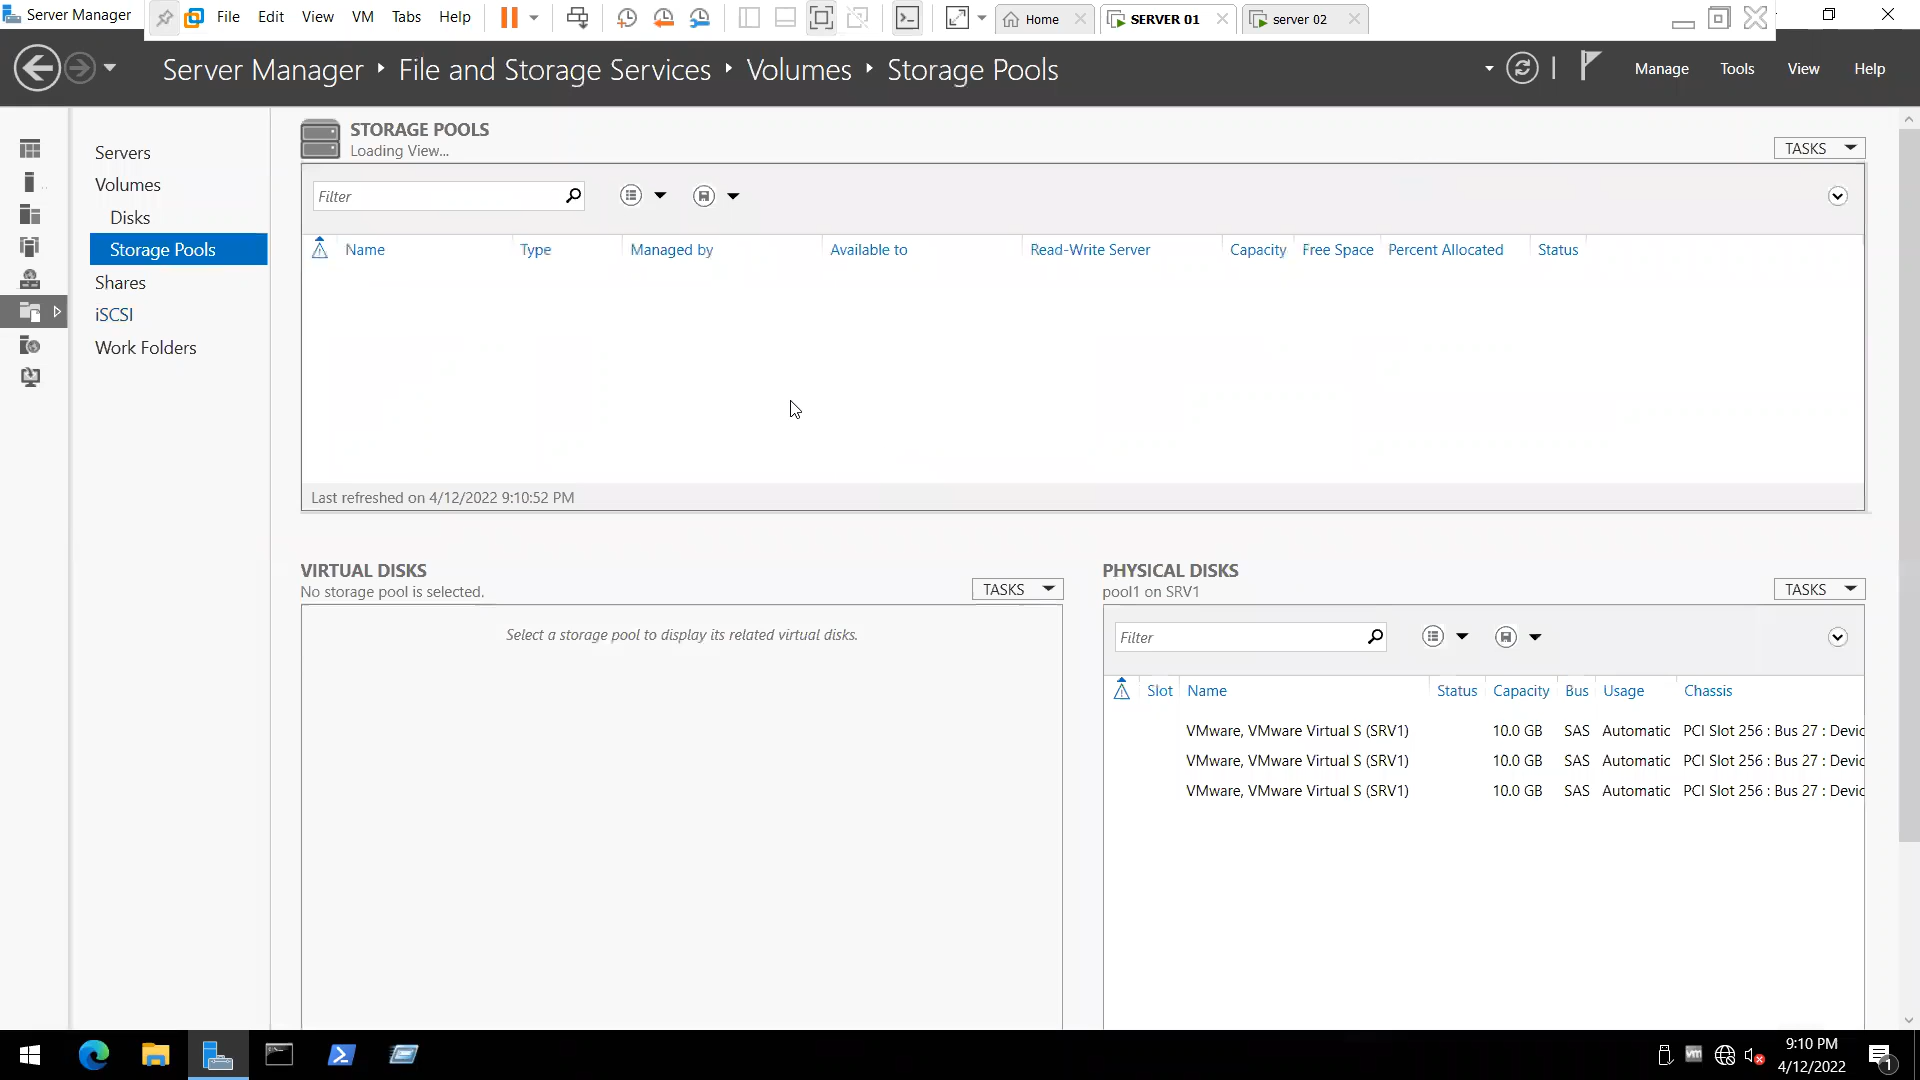 Server Manager
File Edit View VM Tabs Help
Home
SERVER 01
server 02
Server Manager ‣ File and Storage Services ‣ Volumes ‣ Storage Pools
Manage Tools View Help
Servers
Volumes
Disks
Storage Pools
Shares
iSCSI
Work Folders
STORAGE POOLS
Loading View...
TASKS
Filter
Name Type Managed by Available to Read-Write Server Capacity Free Space Percent Allocated Status
Last refreshed on 4/12/2022 9:10:52 PM
VIRTUAL DISKS
No storage pool is selected.
TASKS
Select a storage pool to display its related virtual disks.
PHYSICAL DISKS
pool1 on SRV1
TASKS
Filter
Slot Name Status Capacity Bus Usage Chassis
VMware, VMware Virtual S (SRV1) 10.0 GB SAS Automatic PCI Slot 256 : Bus 27 : Devic
VMware, VMware Virtual S (SRV1) 10.0 GB SAS Automatic PCI Slot 256 : Bus 27 : Devic
VMware, VMware Virtual S (SRV1) 10.0 GB SAS Automatic PCI Slot 256 : Bus 27 : Devic
vm
9:10 PM
4/12/2022
1